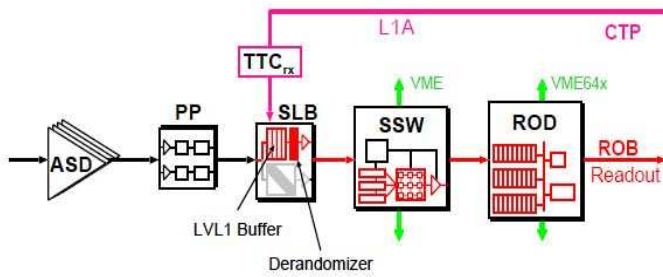 L1A
CTP
TTCrx
VME
VME64x
PP
SLB
SSW
ROD
ASD
ROB
Readout
LVL1 Buffer
Derandomizer